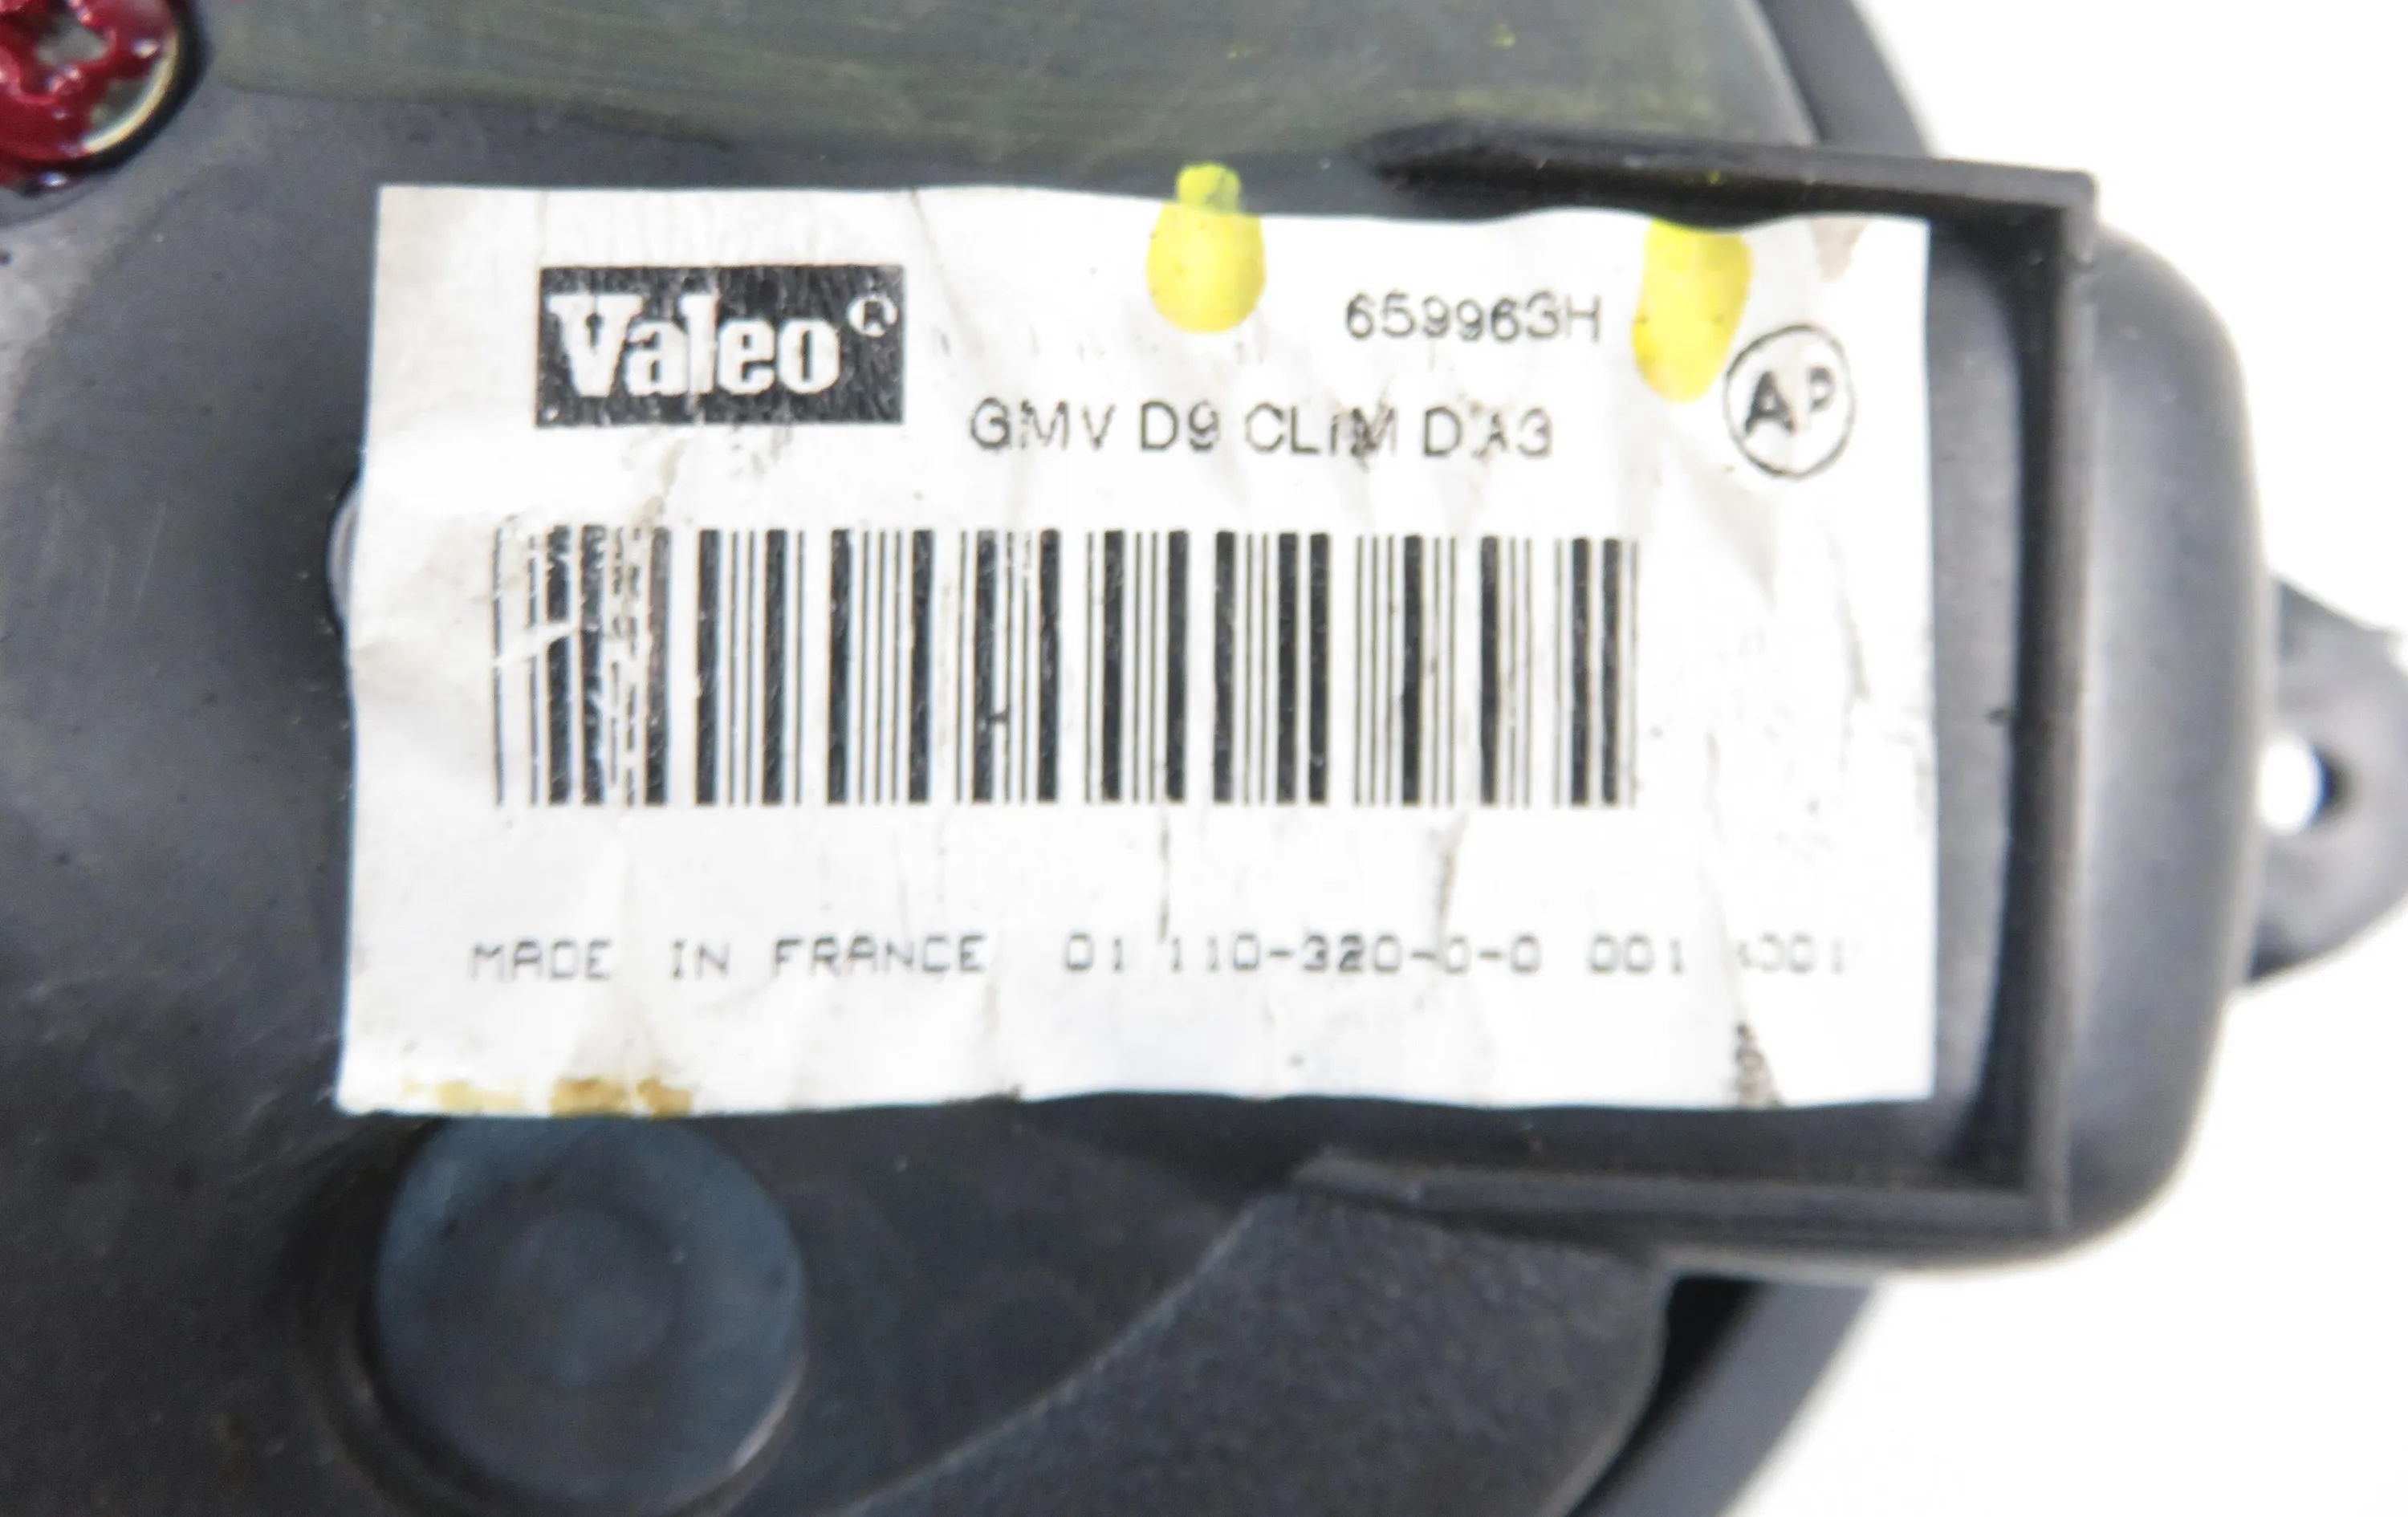 Valeo®
659963H
GMV D9 CLIM DA3
AP
MADE IN FRANCE 01 110-320-0-0 001